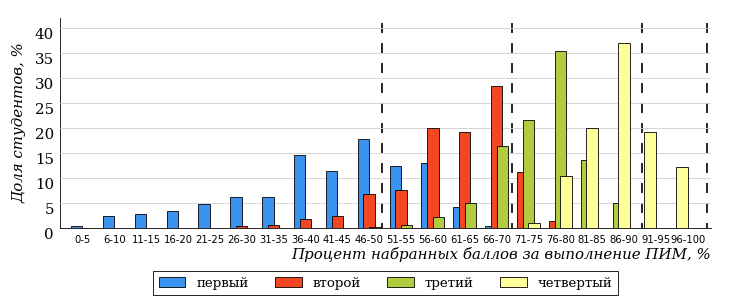 Доля студентов, %
40
35
30
25
20
15
10
5
0
0-5 6-10 11-15 16-20 21-25 26-30 31-35 36-40 41-45 46-50 51-55 56-60 61-65 66-70 71-75 76-80 81-85 86-90 91-95 96-100
Процент набранных баллов за выполнение ПИМ, %
первый второй третий четвертый